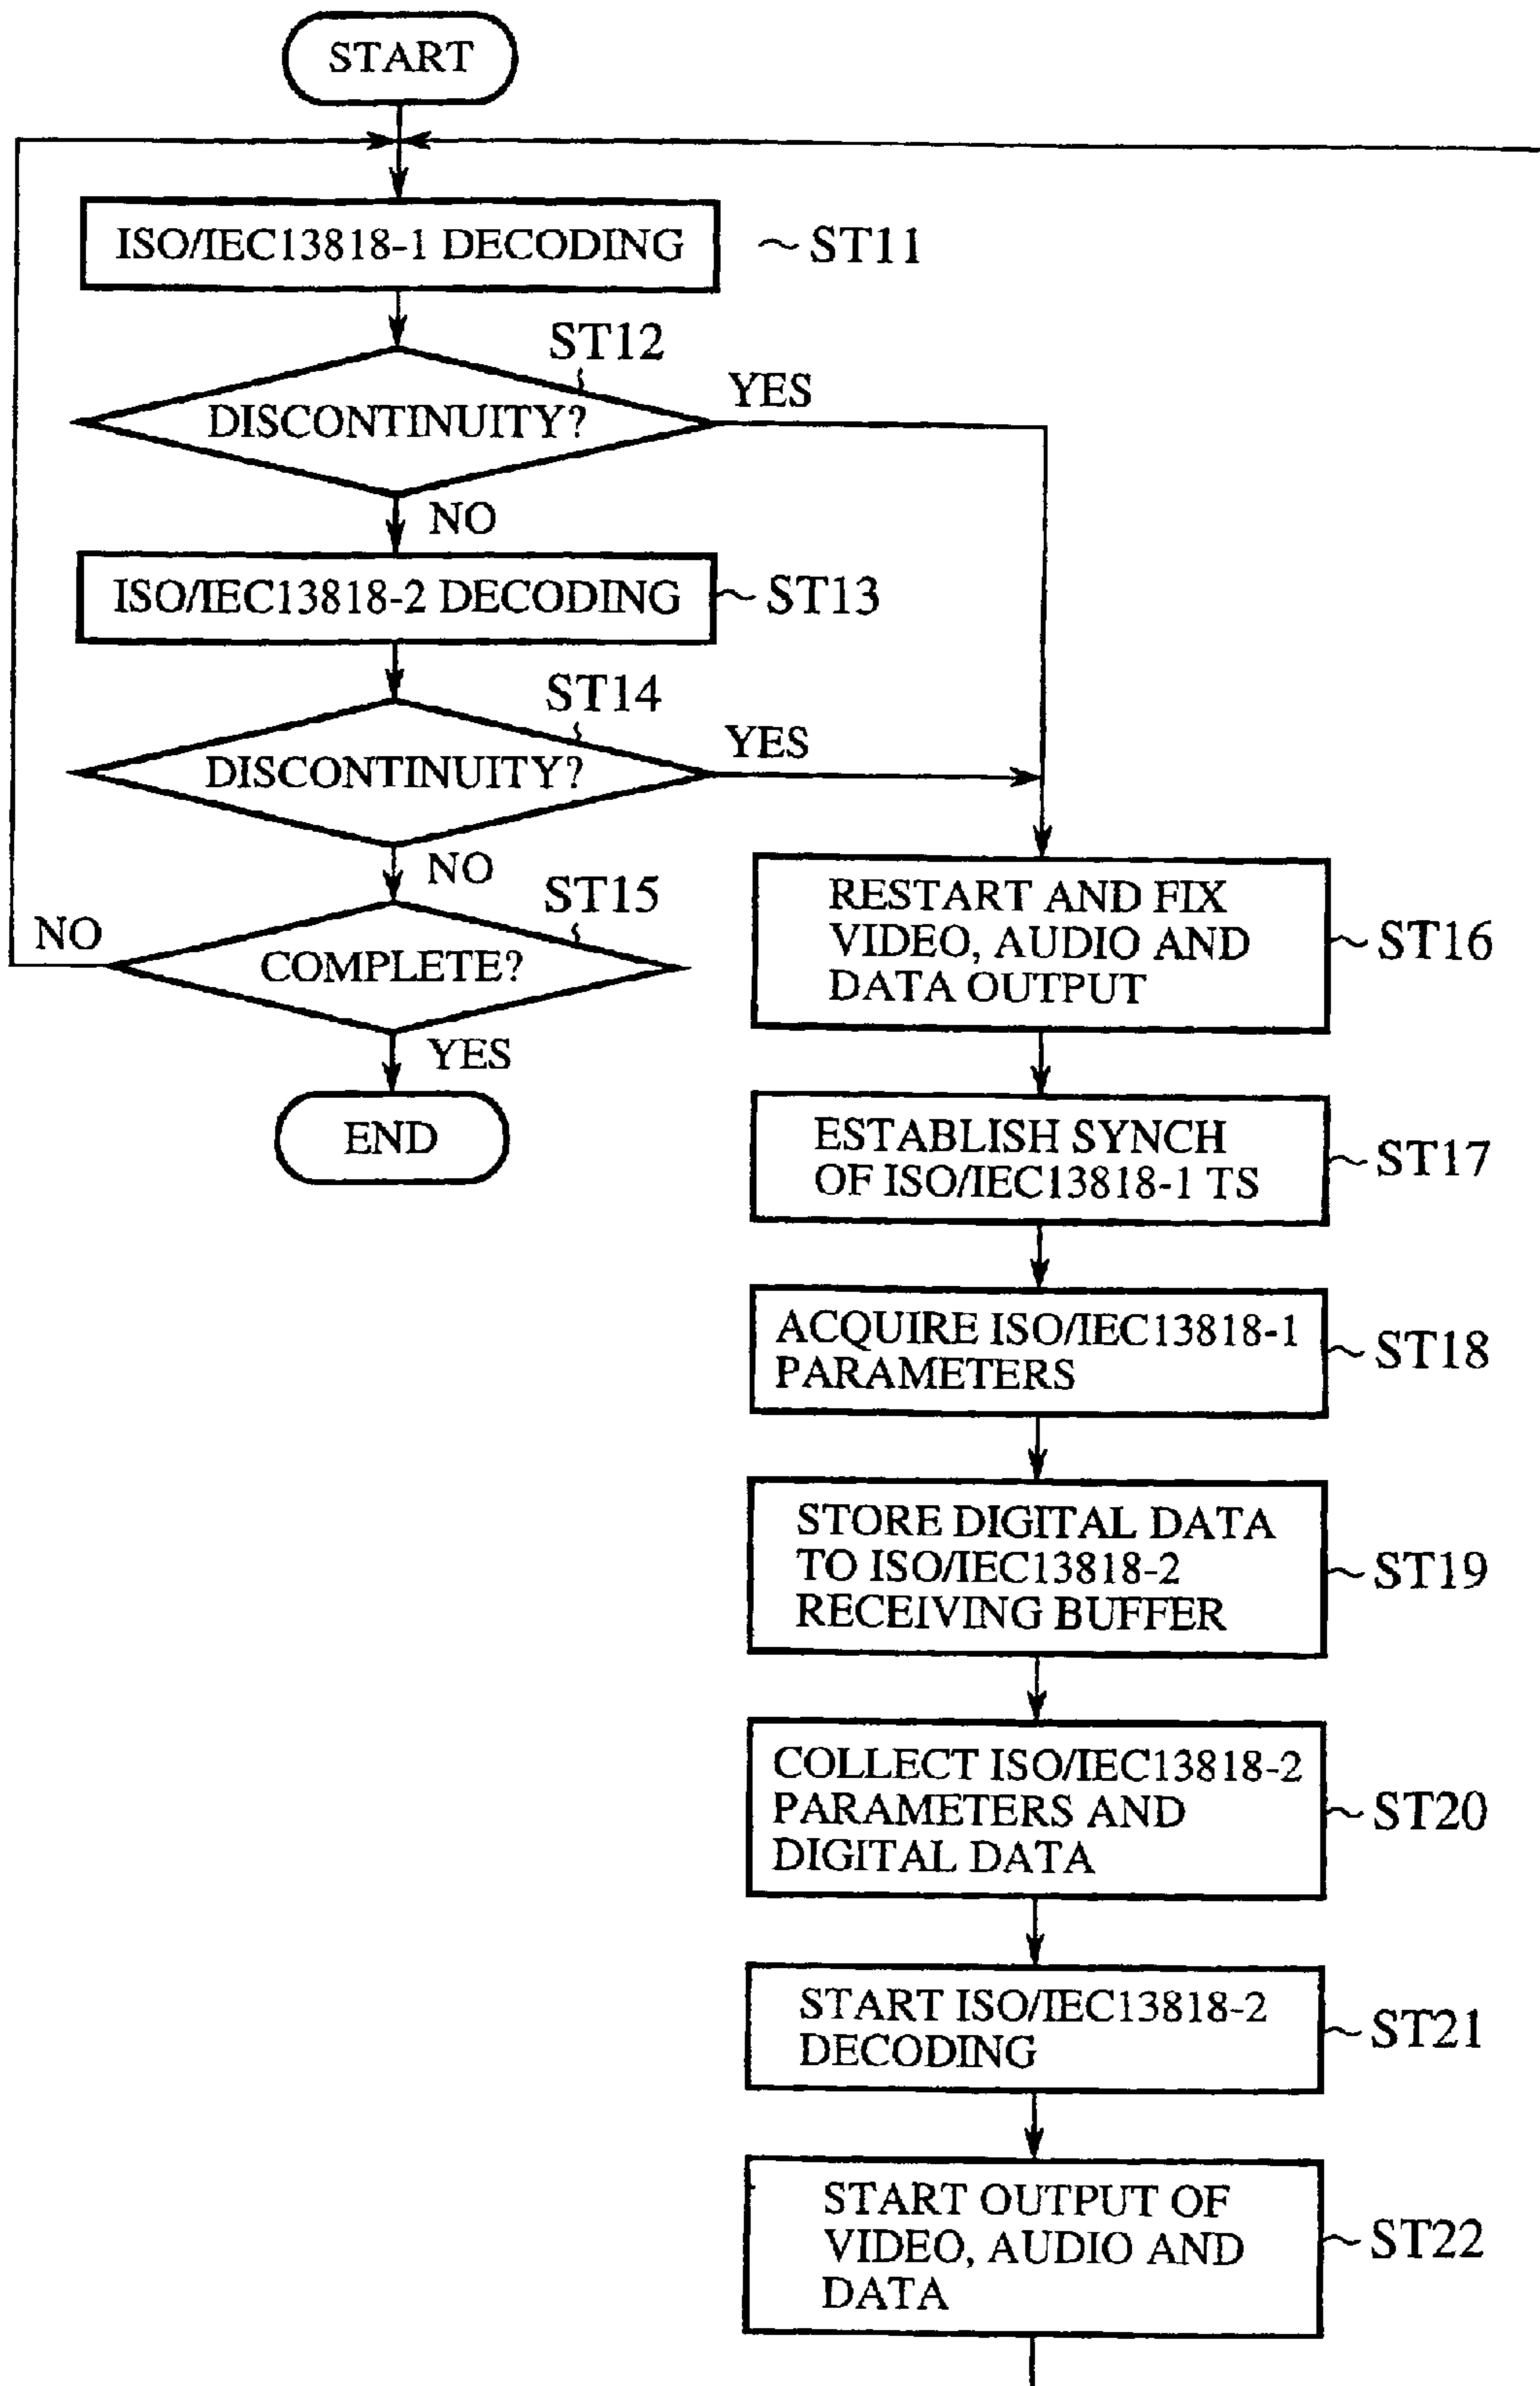 START
ISO/IEC13818-1 DECODING
~ST11
ST12
DISCONTINUITY?
YES
NO
ISO/IEC13818-2 DECODING
~ST13
ST14
DISCONTINUITY?
YES
NO
ST15
COMPLETE?
NO
YES
END
RESTART AND FIX
VIDEO, AUDIO AND
DATA OUTPUT
~ST16
ESTABLISH SYNCH
OF ISO/IEC13818-1 TS
~ST17
ACQUIRE ISO/IEC13818-1
PARAMETERS
~ST18
STORE DIGITAL DATA
TO ISO/IEC13818-2
RECEIVING BUFFER
~ST19
COLLECT ISO/IEC13818-2
PARAMETERS AND
DIGITAL DATA
~ST20
START ISO/IEC13818-2
DECODING
~ST21
START OUTPUT OF
VIDEO, AUDIO AND
DATA
~ST22